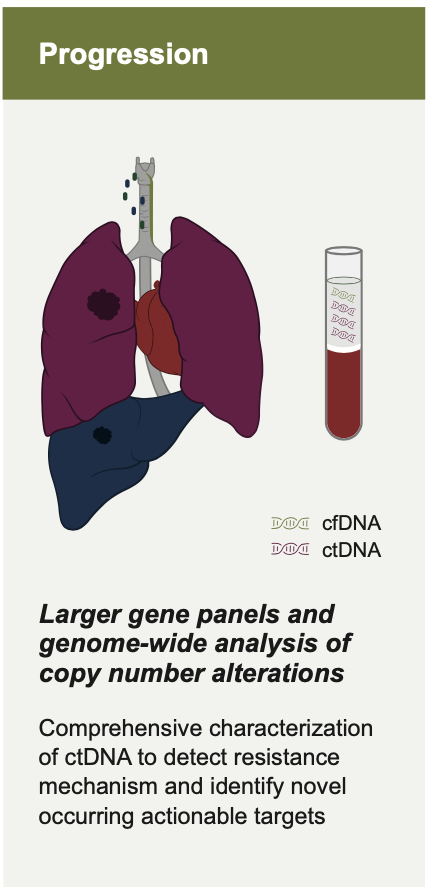 Progression
cfDNA
ctDNA
Larger gene panels and
genome-wide analysis of
copy number alterations
Comprehensive characterization
of ctDNA to detect resistance
mechanism and identify novel
occurring actionable targets